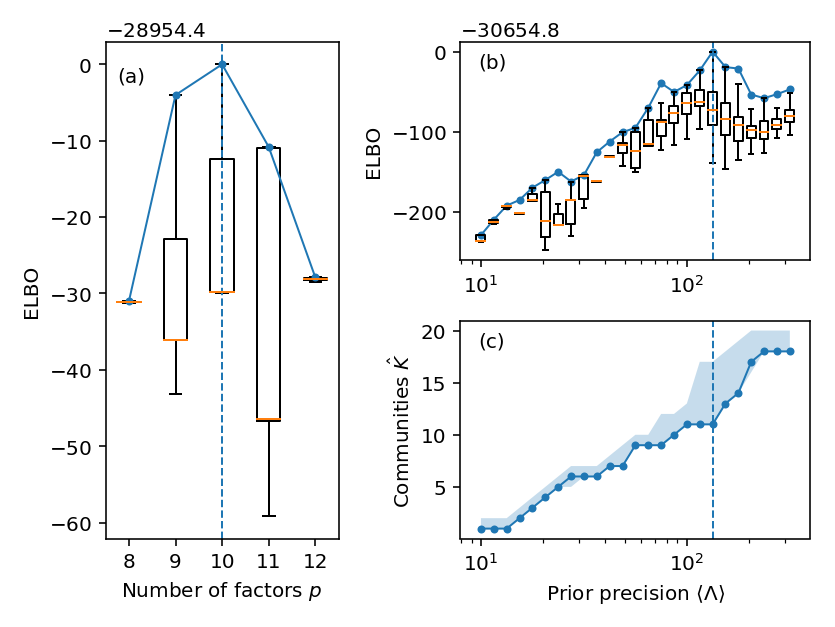 −28954.4
(a)
0
−10
−20
−30
−40
−50
−60
ELBO
8 9 10 11 12
Number of factors p
−30654.8
(b)
0
−100
−200
ELBO
10¹ 10²
(c)
20
15
10
5
Communities K̂
10¹ 10²
Prior precision ⟨Λ⟩